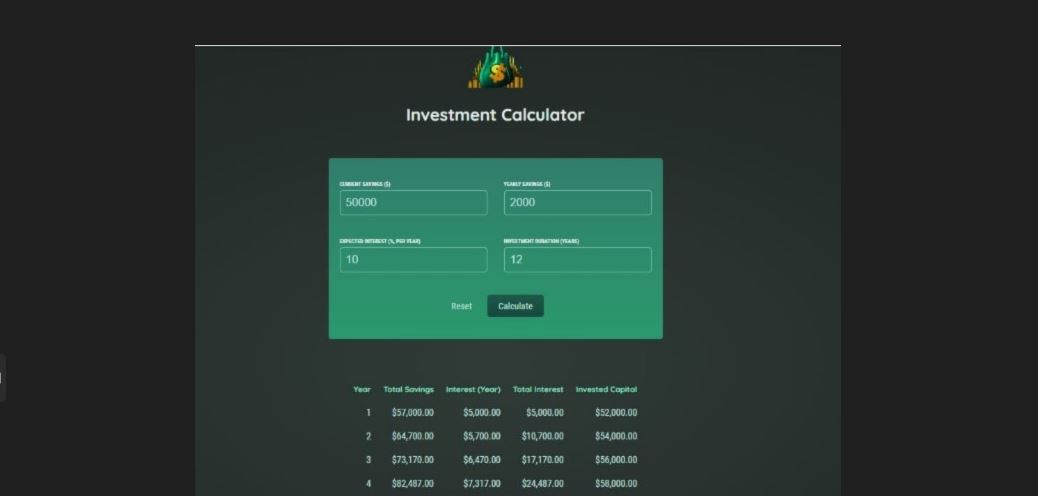 $
Investment Calculator
CURRENT SAVINGS ($) YEARLY SAVINGS ($)
50000 2000
EXPECTED INTEREST (%, PER YEAR) INVESTMENT DURATION (YEARS)
10 12
Reset Calculate
Year Total Savings Interest (Year) Total Interest Invested Capital
1 $57,000.00 $5,000.00 $5,000.00 $52,000.00
2 $64,700.00 $5,700.00 $10,700.00 $54,000.00
3 $73,170.00 $6,470.00 $17,170.00 $56,000.00
4 $82,487.00 $7,317.00 $24,487.00 $58,000.00